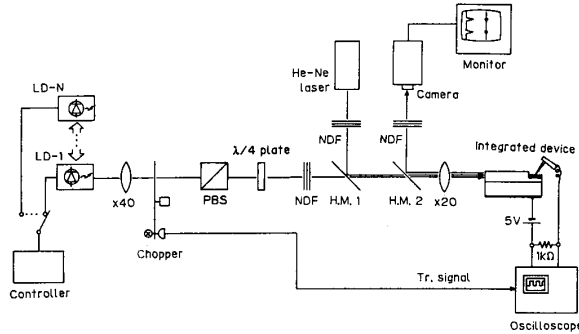 LD-N
LD-1
Controller
x40
Chopper
PBS
λ/4 plate
NDF
He-Ne
laser
NDF
H.M. 1
Camera
NDF
H.M. 2
Monitor
x20
Integrated device
5V
1kΩ
Tr. signal
Oscilloscope